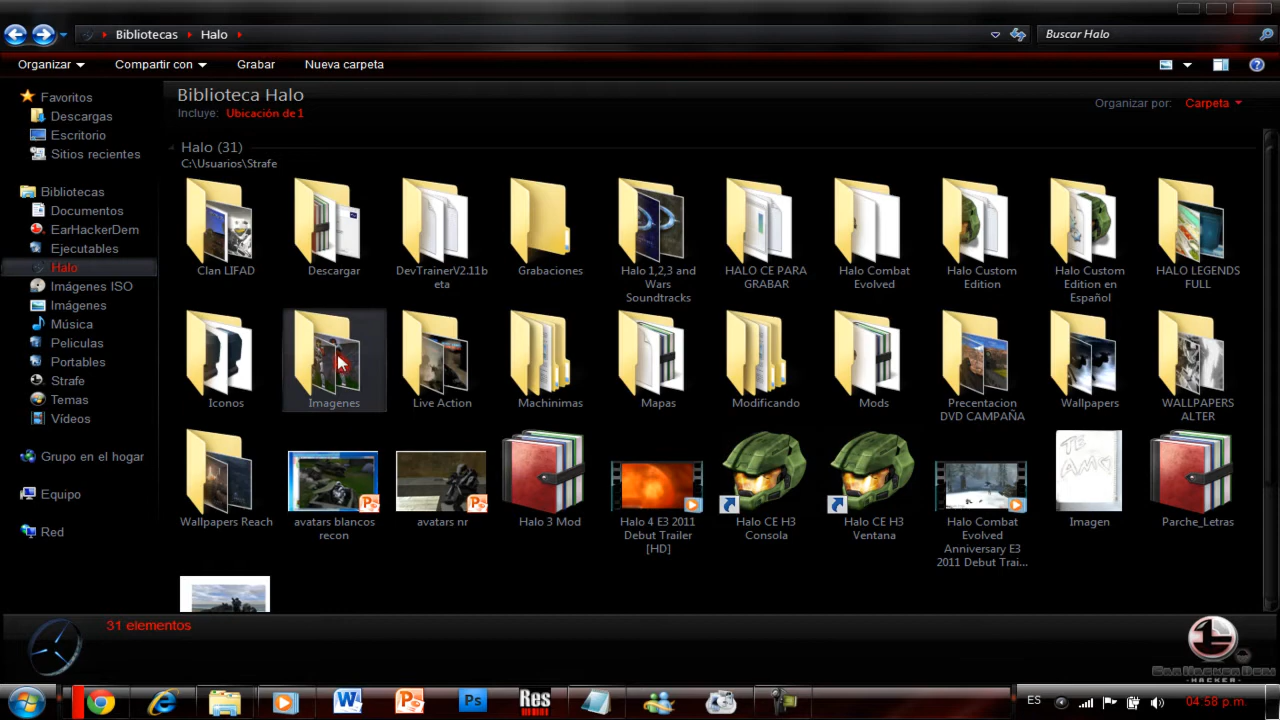 Bibliotecas
Halo
Buscar Halo
Organizar
Compartir con
Grabar
Nueva carpeta
Favoritos
Descargas
Escritorio
Sitios recientes
Bibliotecas
Documentos
EarHackerDem
Ejecutables
Halo
Imágenes ISO
Imágenes
Música
Peliculas
Portables
Strafe
Temas
Vídeos
Grupo en el hogar
Equipo
Red
Biblioteca Halo
Incluye: Ubicación de 1
Organizar por: Carpeta
Halo (31)
C:\Usuarios\Strafe
Clan LIFAD
Descargar
DevTrainerV2.11b
eta
Grabaciones
Halo 1,2,3 and
Wars
Soundtracks
HALO CE PARA
GRABAR
Halo Combat
Evolved
Halo Custom
Edition
Halo Custom
Edition en
Español
HALO LEGENDS
FULL
Iconos
Imagenes
Live Action
Machinimas
Mapas
Modificando
Mods
Precentacion
DVD CAMPAÑA
Wallpapers
WALLPAPERS
ALTER
Wallpapers Reach
avatars blancos
recon
avatars nr
Halo 3 Mod
Halo 4 E3 2011
Debut Trailer
[HD]
Halo CE H3
Consola
Halo CE H3
Ventana
Halo Combat
Evolved
Anniversary E3
2011 Debut Trai...
TE
AMO
Imagen
Parche_Letras
31 elementos
EarHackerDem
-HACKER-
W
P
Ps
Res
ES
04:58 p.m.